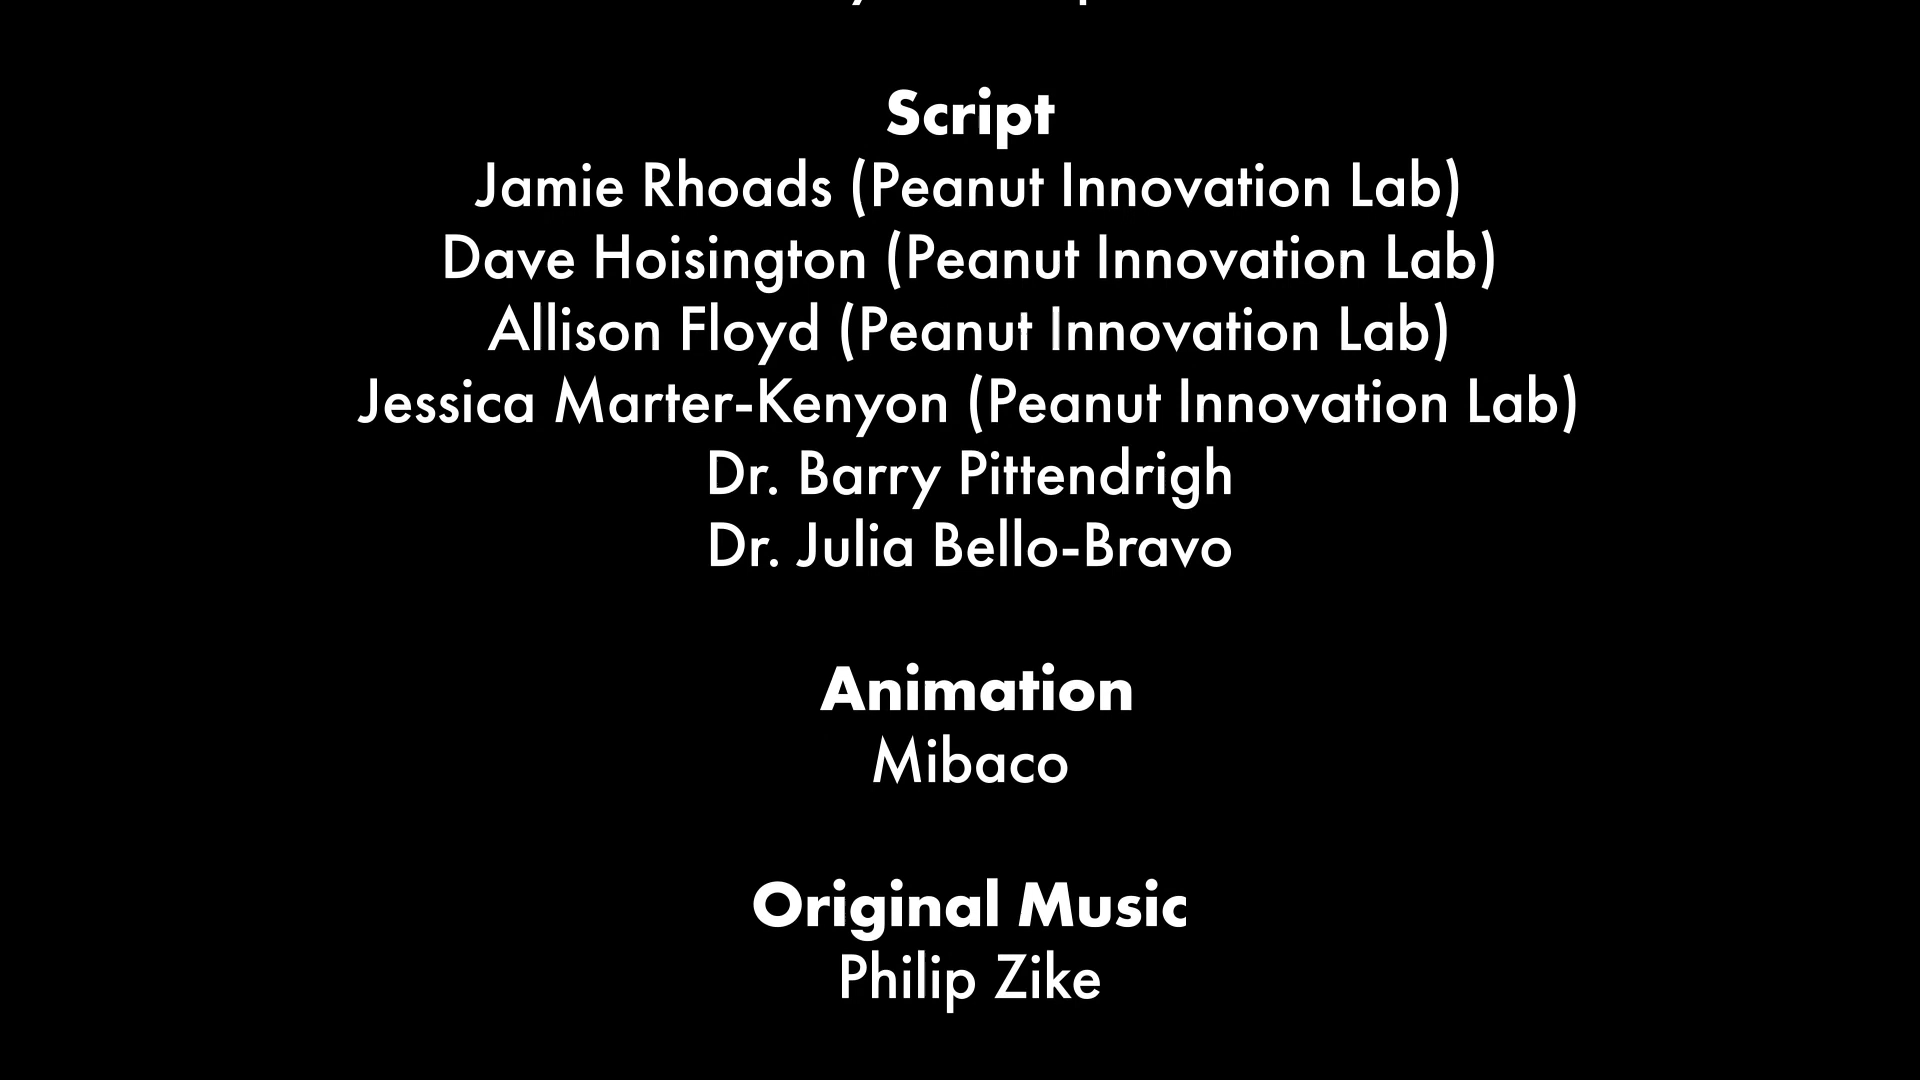 Script
Jamie Rhoads (Peanut Innovation Lab)
Dave Hoisington (Peanut Innovation Lab)
Allison Floyd (Peanut Innovation Lab)
Jessica Marter-Kenyon (Peanut Innovation Lab)
Dr. Barry Pittendrigh
Dr. Julia Bello-Bravo
Animation
Mibaco
Original Music
Philip Zike